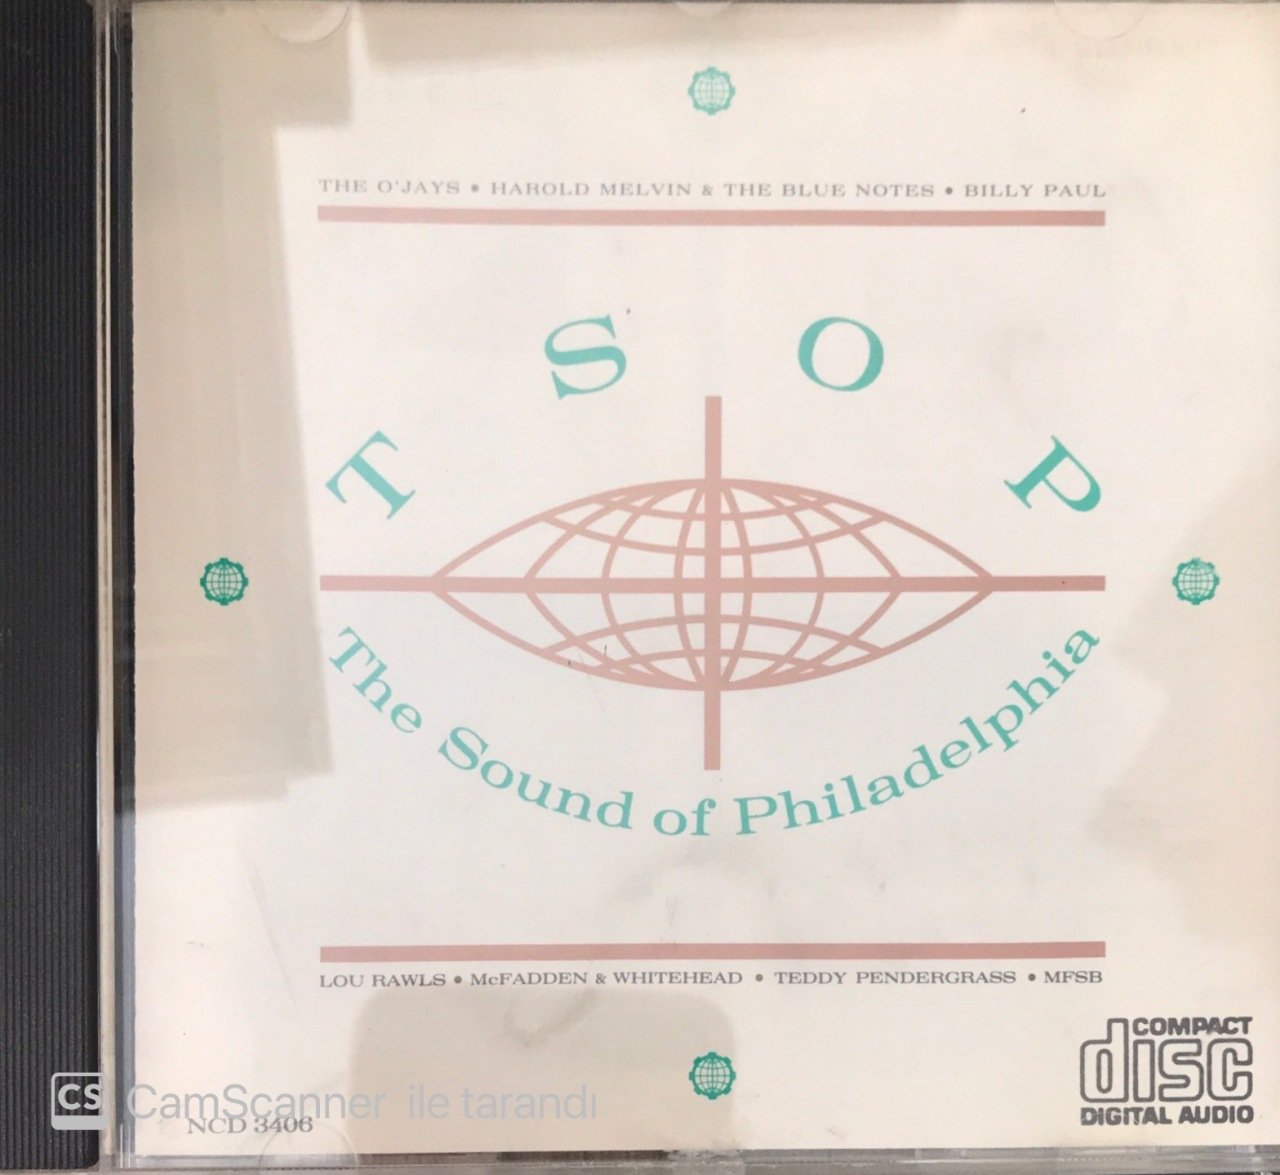 THE O'JAYS • HAROLD MELVIN & THE BLUE NOTES • BILLY PAUL
T S O P
The Sound of Philadelphia
LOU RAWLS • McFADDEN & WHITEHEAD • TEDDY PENDERGRASS • MFSB
COMPACT
disc
DIGITAL AUDIO
CS CamScanner ile tarandı
NCD 3406